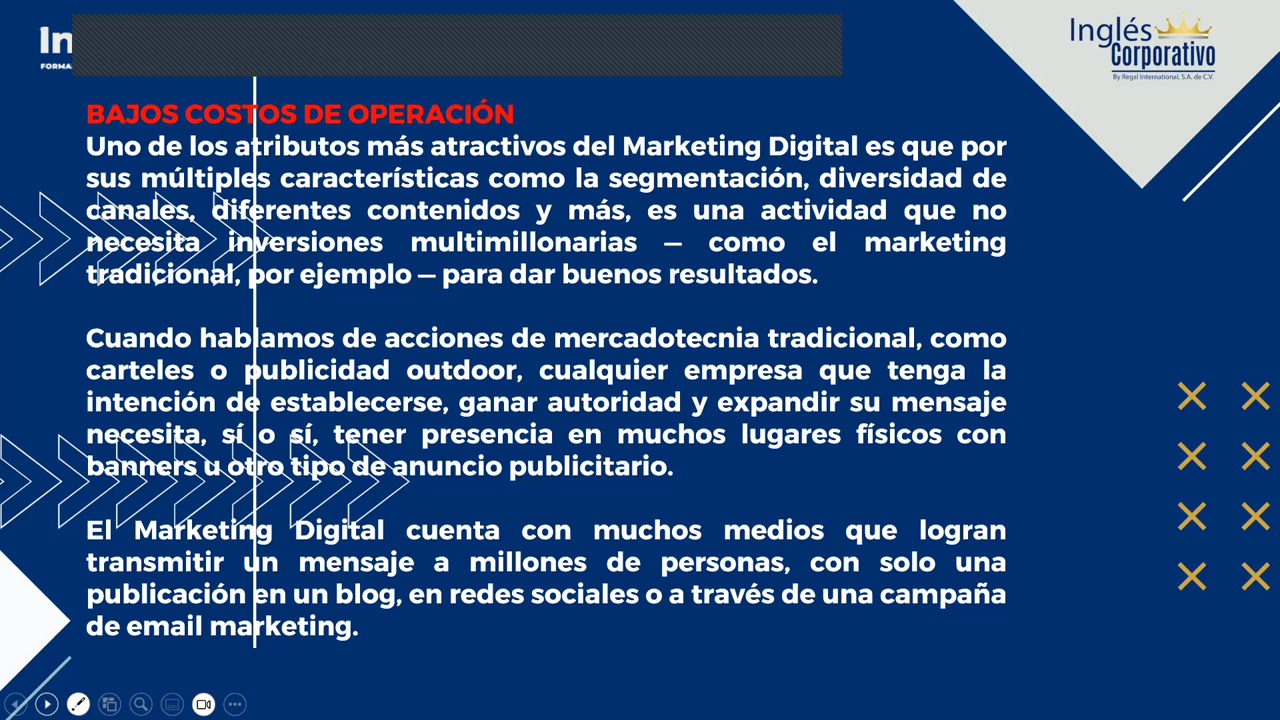 In
FORMA
Inglés
Corporativo
By Regal International, S.A. de C.V.
BAJOS COSTOS DE OPERACIÓN
Uno de los atributos más atractivos del Marketing Digital es que por
sus múltiples características como la segmentación, diversidad de
canales, diferentes contenidos y más, es una actividad que no
necesita inversiones multimillonarias — como el marketing
tradicional, por ejemplo — para dar buenos resultados.
Cuando hablamos de acciones de mercadotecnia tradicional, como
carteles o publicidad outdoor, cualquier empresa que tenga la
intención de establecerse, ganar autoridad y expandir su mensaje
necesita, sí o sí, tener presencia en muchos lugares físicos con
banners u otro tipo de anuncio publicitario.
El Marketing Digital cuenta con muchos medios que logran
transmitir un mensaje a millones de personas, con solo una
publicación en un blog, en redes sociales o a través de una campaña
de email marketing.